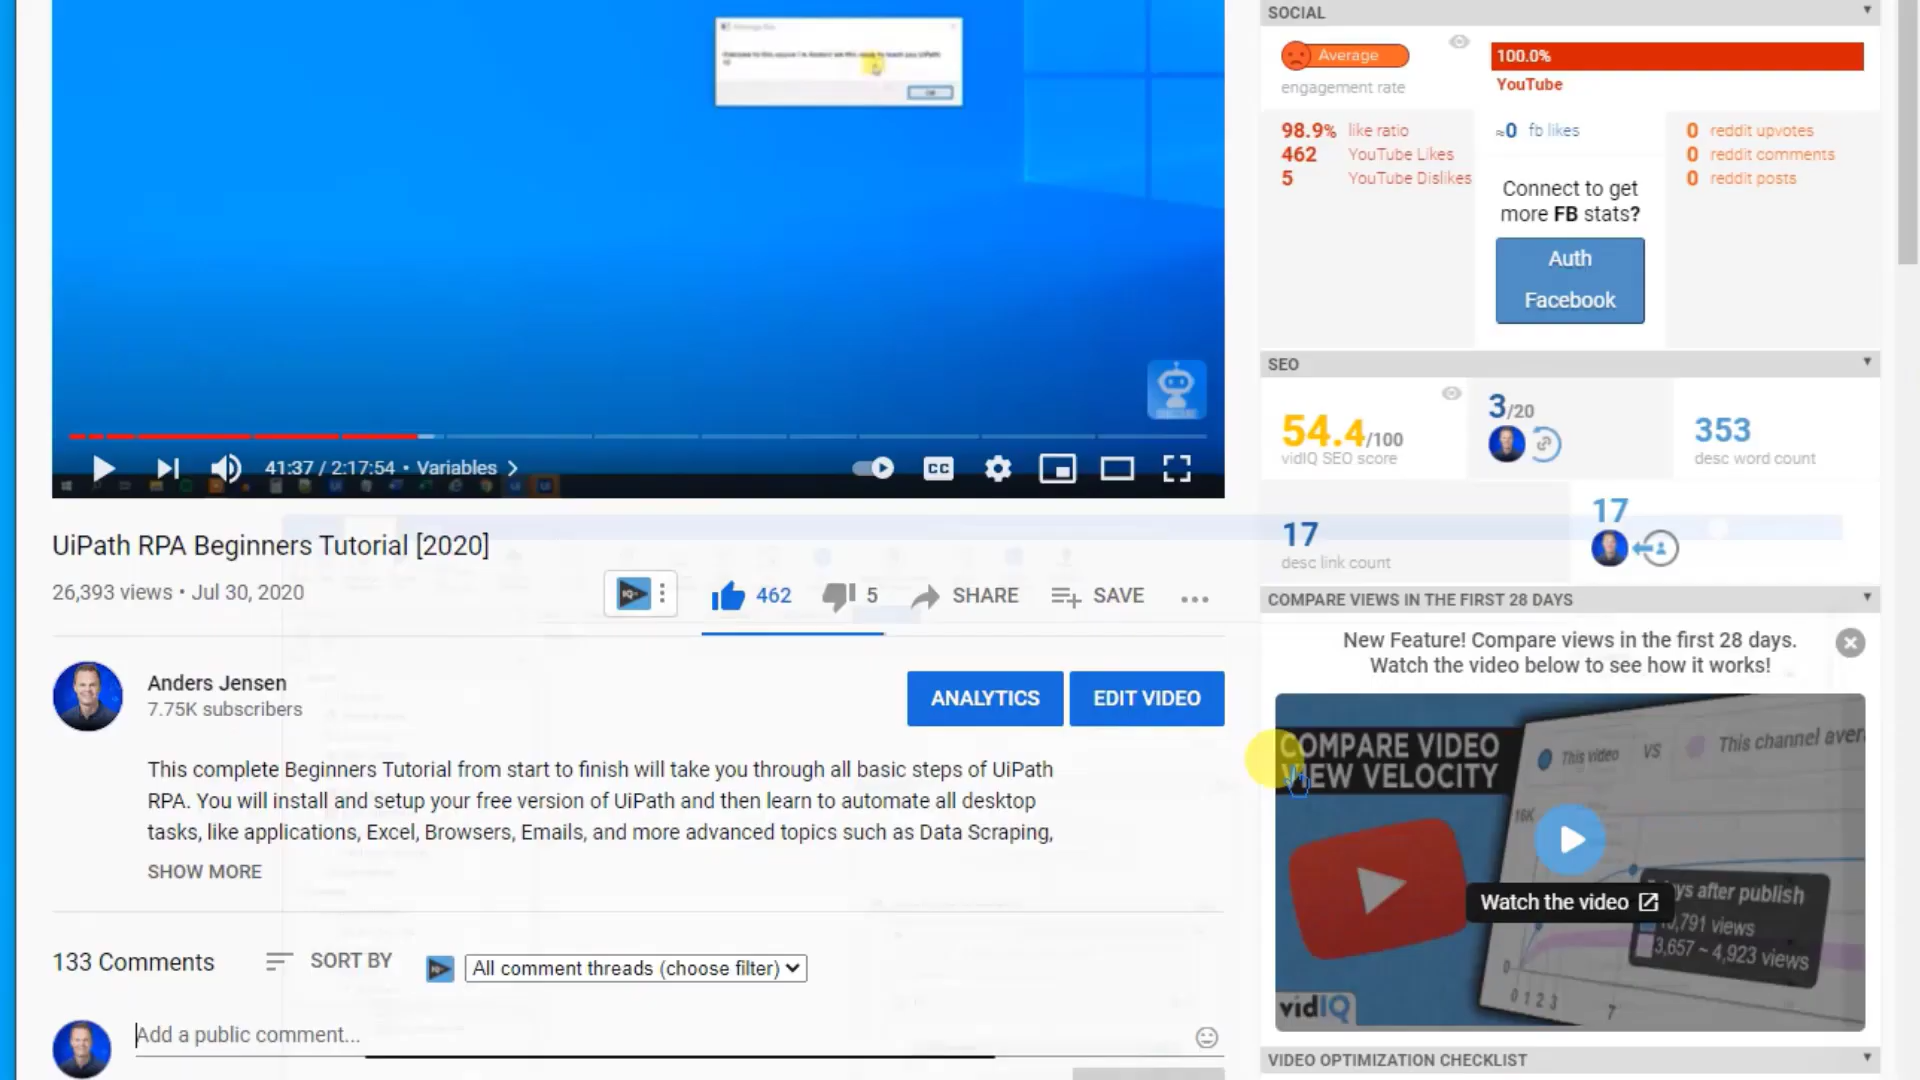 OK
41:37 / 2:17:54 • Variables
CC
UiPath RPA Beginners Tutorial [2020]
26,393 views • Jul 30, 2020
462
5
SHARE
SAVE
Anders Jensen
7.75K subscribers
ANALYTICS
EDIT VIDEO
This complete Beginners Tutorial from start to finish will take you through all basic steps of UiPath
RPA. You will install and setup your free version of UiPath and then learn to automate all desktop
tasks, like applications, Excel, Browsers, Emails, and more advanced topics such as Data Scraping,
SHOW MORE
133 Comments
SORT BY
All comment threads (choose filter)
Add a public comment...
SOCIAL
Average
engagement rate
100.0%
YouTube
98.9% like ratio
462 YouTube Likes
5 YouTube Dislikes
≈0 fb likes
Connect to get
more FB stats?
Auth
Facebook
0 reddit upvotes
0 reddit comments
0 reddit posts
SEO
54.4/100
vidIQ SEO score
3/20
353
desc word count
17
desc link count
17
COMPARE VIEWS IN THE FIRST 28 DAYS
New Feature! Compare views in the first 28 days.
Watch the video below to see how it works!
COMPARE VIDEO
VIEW VELOCITY
This video
VS
This channel aver
16K
Watch the video
ys after publish
,791 views
3,657 ~ 4,923 views
0
0 1 2 3
7
vidIQ
VIDEO OPTIMIZATION CHECKLIST